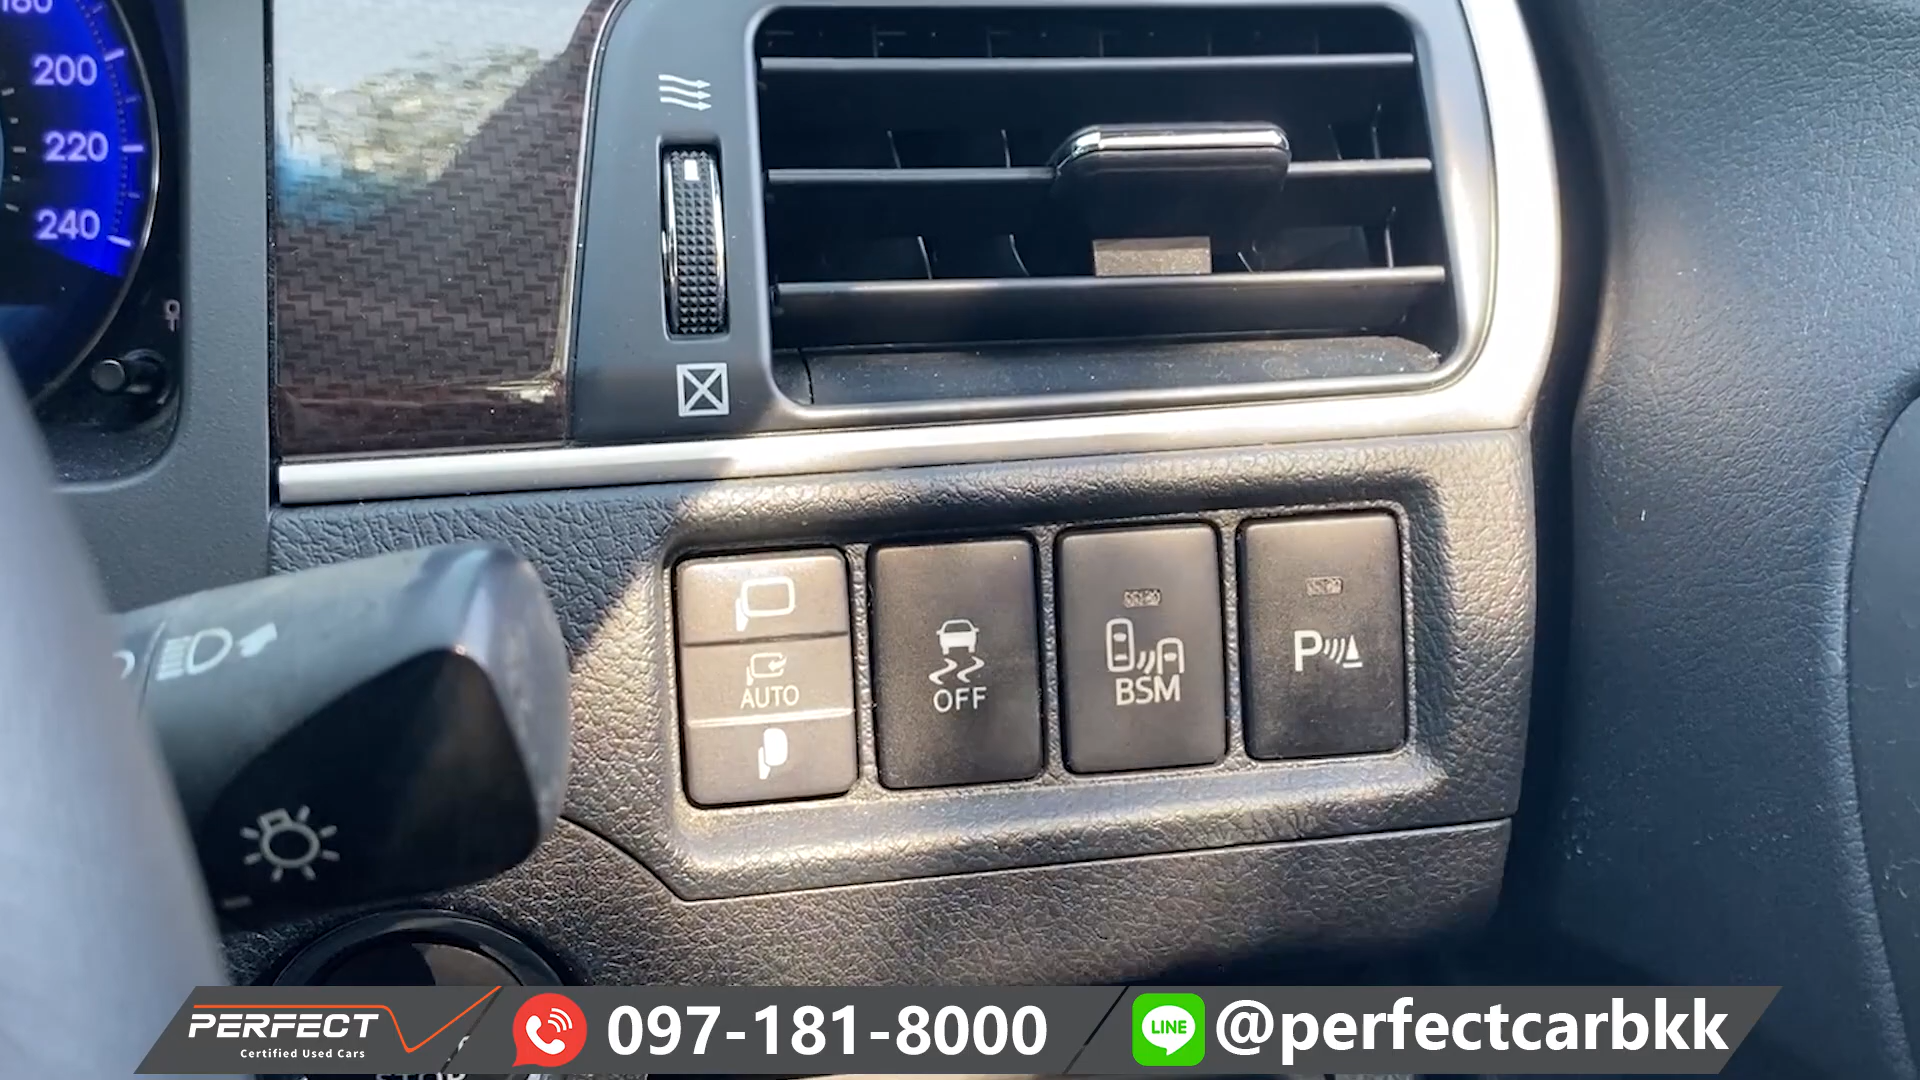 200
220
240
AUTO
OFF
BSM
P
PERFECT
Certified Used Cars
097-181-8000
LINE
@perfectcarbkk